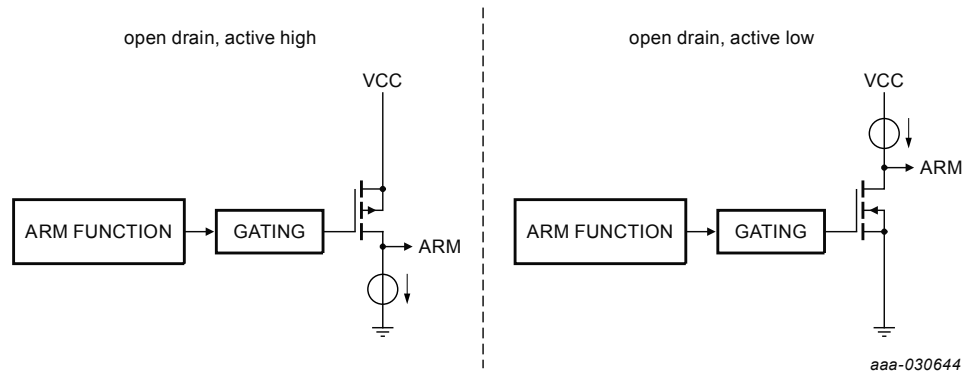 open drain, active high
VCC
ARM FUNCTION
GATING
ARM
open drain, active low
VCC
ARM
ARM FUNCTION
GATING
aaa-030644